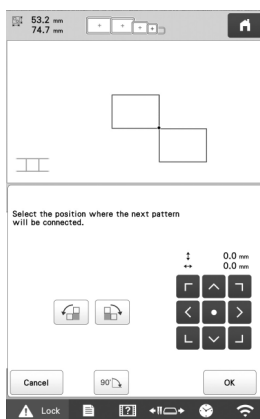 53.2 mm
74.7 mm
Select the position where the next pattern
will be connected.
0.0 mm
0.0 mm
Cancel
90°
OK
Lock